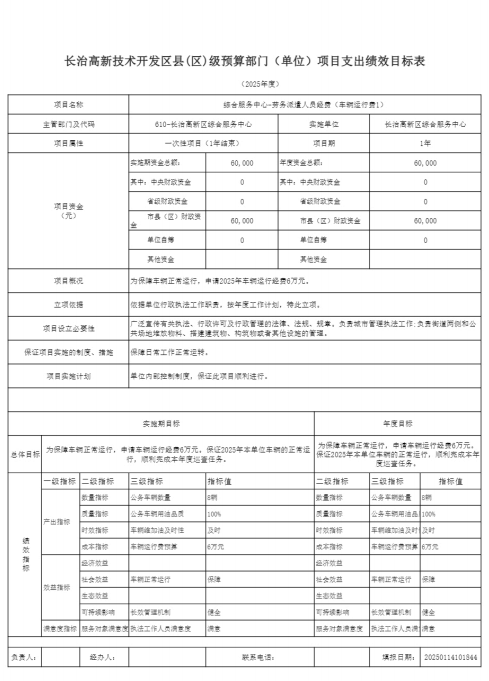 长治高新技术开发区县(区)级预算部门（单位）项目支出绩效目标表
（2025年度）
项目名称 综合服务中心-劳务派遣人员经费（车辆运行费1）
主管部门及代码 610-长治高新区综合服务中心 实施单位 长治高新区综合服务中心
项目属性 一次性项目（1年结束） 项目期 1年
项目资金（元） 实施期资金总额： 60,000 年度资金总额： 60,000
其中：中央财政资金 0 其中：中央财政资金 0
省级财政资金 0 省级财政资金 0
市县（区）财政资金 60,000 市县（区）财政资金 60,000
单位自筹 0 单位自筹 0
其他资金 其他资金
项目概况 为保障车辆正常运行，申请2025年车辆运行经费6万元。
立项依据 依据单位行政执法工作职责，按年度工作计划，特此立项。
项目设立必要性 广泛宣传有关执法、行政许可及行政管理的法律、法规、规章。负责城市管理执法工作;负责街道两侧和公
共场地堆放物料、搭建建筑物、构筑物或者其他设施的管理。
保证项目实施的制度、措施 保障日常工作正常运转。
项目实施计划 单位内部控制制度，保证此项目顺利进行。
实施期目标 年度目标
总体目标 为保障车辆正常运行，申请车辆运行经费6万元，保证2025年本单位车辆的正常运行，顺利完成本年度巡查任务。 为保障车辆正常运行，申请车辆运行经费6万元，保证2025年本单位车辆的正常运行，顺利完成本年度巡查任务。
绩效指标 一级指标 二级指标 三级指标 指标值 二级指标 三级指标 指标值
产出指标 数量指标 公务车辆数量 8辆 数量指标 公务车辆数量 8辆
质量指标 公务车辆用油品质 100% 质量指标 公务车辆用油品 100%
时效指标 车辆维加油及时性 及时 时效指标 车辆维加油及时 及时
成本指标 车辆运行费预算 6万元 成本指标 车辆运行费预算 6万元
效益指标 经济效益 经济效益
社会效益 车辆正常运行 保障 社会效益 车辆正常运行 保障
生态效益 生态效益
可持续影响 长效管理机制 健全 可持续影响 长效管理机制 健全
满意度指标 服务对象满意度 执法工作人员满意度 满意 服务对象满意度 执法工作人员满 满意
负责人： 经办人： 联系电话： 填报日期： 20250114101844